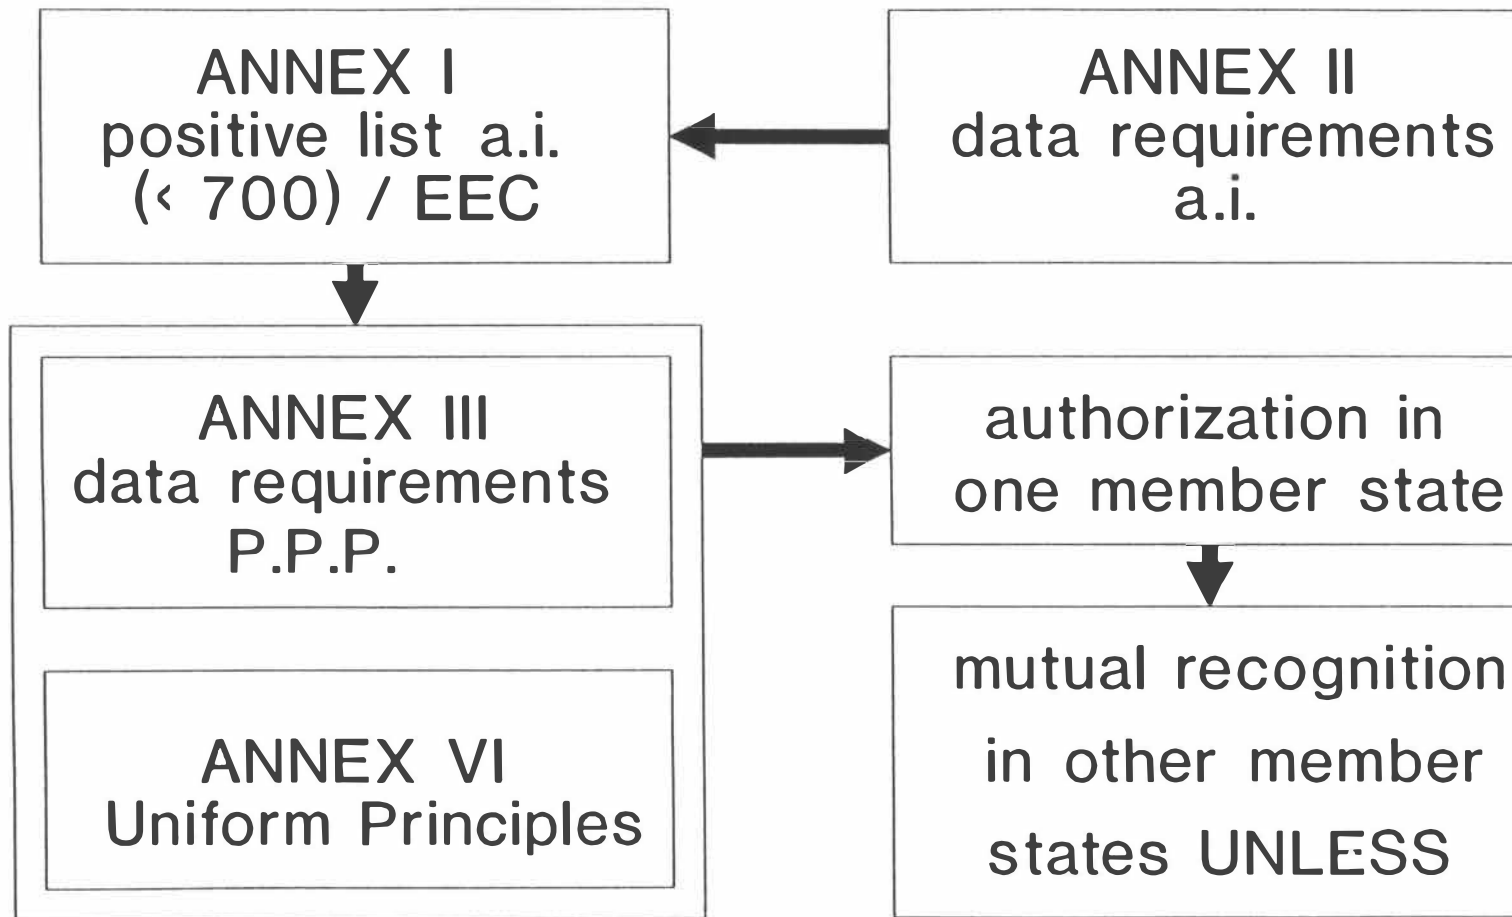 ANNEX I
positive list a.i.
(< 700) / EEC
ANNEX II
data requirements
a.i.
ANNEX III
data requirements
P.P.P.
authorization in
one member state
ANNEX VI
Uniform Principles
mutual recognition
in other member
states UNLESS